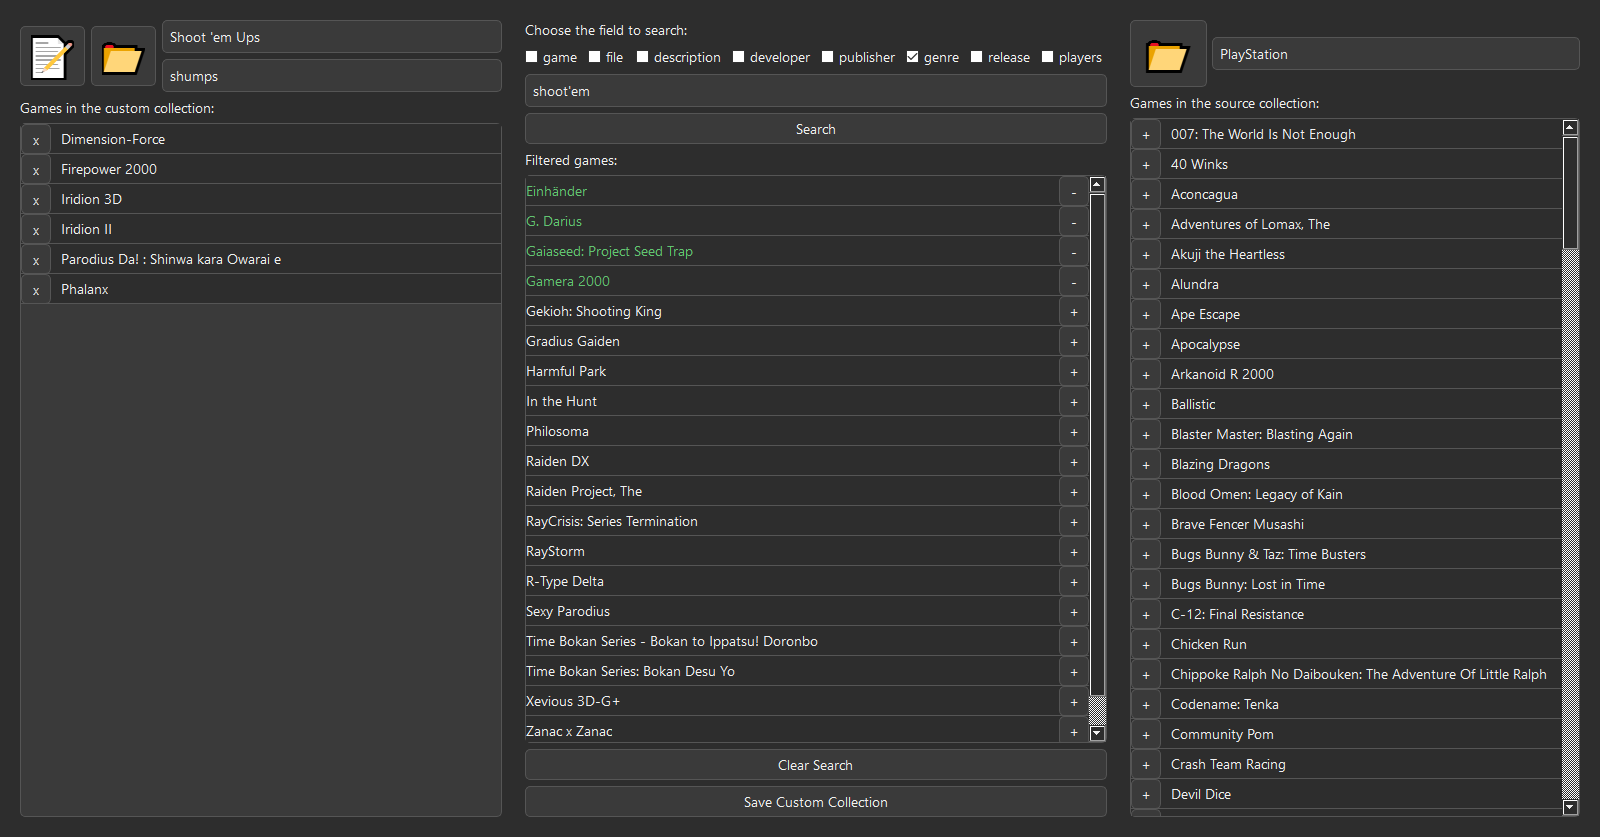 Shoot 'em Ups
shumps
Games in the custom collection:
x Dimension-Force
x Firepower 2000
x Iridion 3D
x Iridion II
x Parodius Da! : Shinwa kara Owarai e
x Phalanx
Choose the field to search:
game file description developer publisher genre release players
shoot'em
Search
Filtered games:
Einhänder -
G. Darius -
Gaiaseed: Project Seed Trap -
Gamera 2000 -
Gekioh: Shooting King +
Gradius Gaiden +
Harmful Park +
In the Hunt +
Philosoma +
Raiden DX +
Raiden Project, The +
RayCrisis: Series Termination +
RayStorm +
R-Type Delta +
Sexy Parodius +
Time Bokan Series - Bokan to Ippatsu! Doronbo +
Time Bokan Series: Bokan Desu Yo +
Xevious 3D-G+ +
Zanac x Zanac +
Clear Search
Save Custom Collection
PlayStation
Games in the source collection:
+ 007: The World Is Not Enough
+ 40 Winks
+ Aconcagua
+ Adventures of Lomax, The
+ Akuji the Heartless
+ Alundra
+ Ape Escape
+ Apocalypse
+ Arkanoid R 2000
+ Ballistic
+ Blaster Master: Blasting Again
+ Blazing Dragons
+ Blood Omen: Legacy of Kain
+ Brave Fencer Musashi
+ Bugs Bunny & Taz: Time Busters
+ Bugs Bunny: Lost in Time
+ C-12: Final Resistance
+ Chicken Run
+ Chippoke Ralph No Daibouken: The Adventure Of Little Ralph
+ Codename: Tenka
+ Community Pom
+ Crash Team Racing
+ Devil Dice